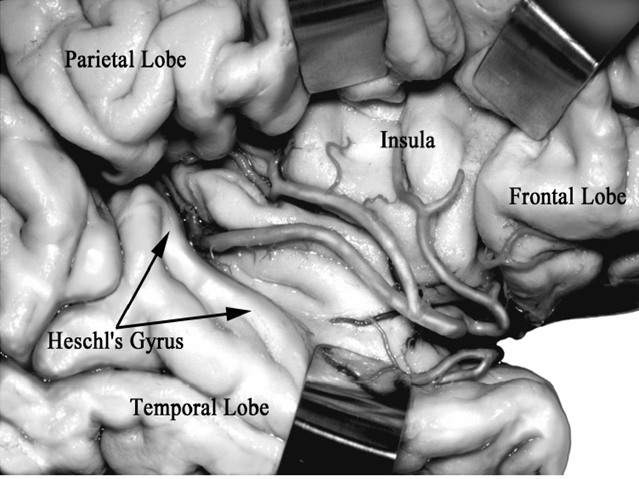 Parietal Lobe
Insula
Frontal Lobe
Heschl's Gyrus
Temporal Lobe